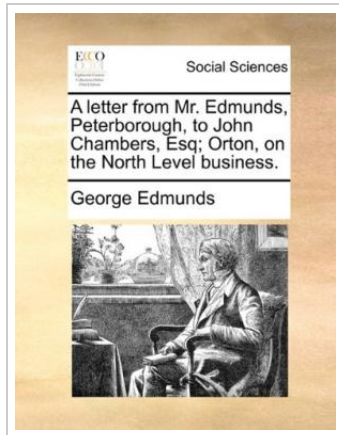 ECCO
Social Sciences
A letter from Mr. Edmunds,
Peterborough, to John
Chambers, Esq; Orton, on
the North Level business.
George Edmunds